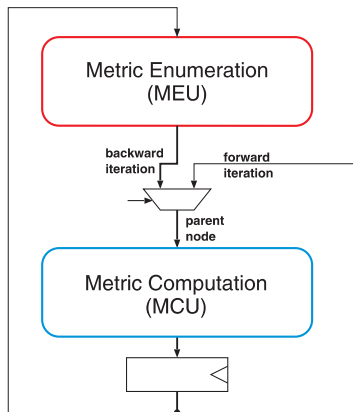 Metric Enumeration
(MEU)
backward
iteration
forward
iteration
parent
node
Metric Computation
(MCU)